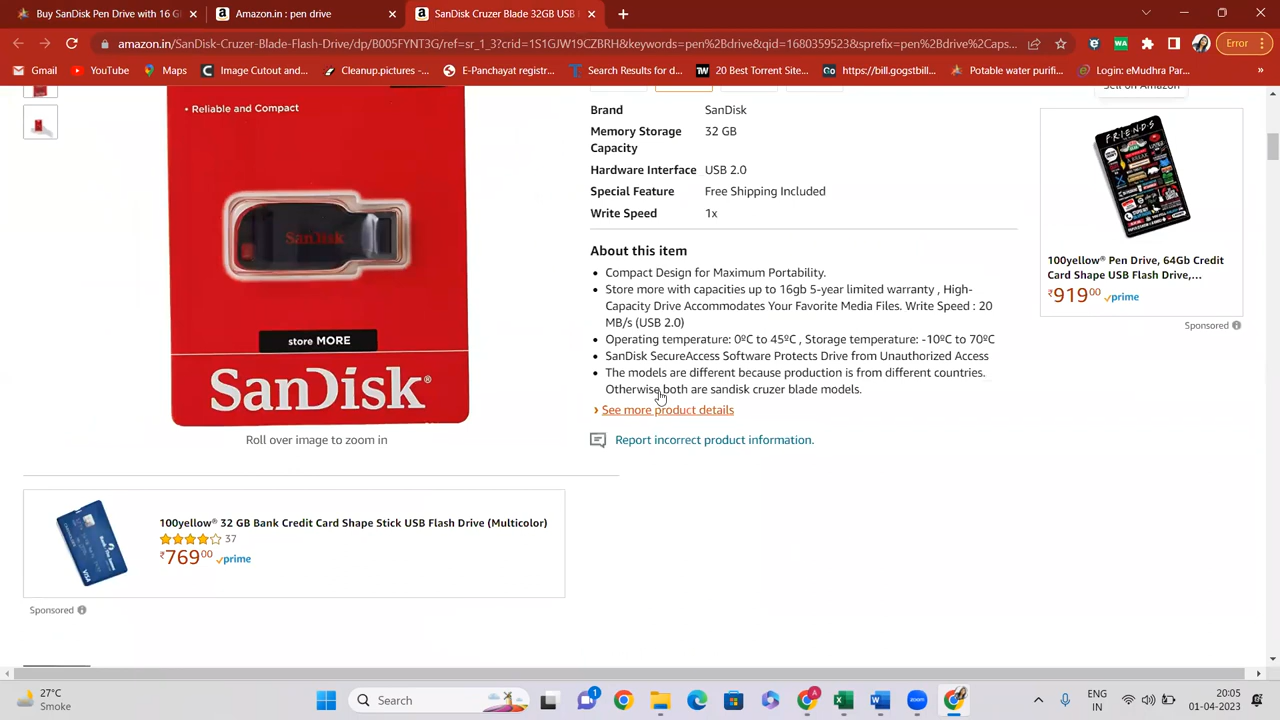 Buy SanDisk Pen Drive with 16 G
Amazon.in : pen drive
SanDisk Cruzer Blade 32GB USB
amazon.in/SanDisk-Cruzer-Blade-Flash-Drive/dp/B005FYNT3G/ref=sr_1_3?crid=1S1GJW19CZBRH&keywords=pen%2Bdrive&qid=1680359523&sprefix=pen%2Bdrive%2Caps...
Error
Gmail
YouTube
Maps
Image Cutout and...
Cleanup.pictures -...
E-Panchayat registr...
Search Results for d...
20 Best Torrent Site...
https://bill.gogstbill...
Potable water purifi...
Login: eMudhra Par...
Sell on Amazon
• Reliable and Compact
SanDisk
store MORE
SanDisk®
Roll over image to zoom in
Brand SanDisk
Memory Storage Capacity 32 GB
Hardware Interface USB 2.0
Special Feature Free Shipping Included
Write Speed 1x
About this item
• Compact Design for Maximum Portability.
• Store more with capacities up to 16gb 5-year limited warranty , High-
Capacity Drive Accommodates Your Favorite Media Files. Write Speed : 20
MB/s (USB 2.0)
• Operating temperature: 0ºC to 45ºC , Storage temperature: -10ºC to 70ºC
• SanDisk SecureAccess Software Protects Drive from Unauthorized Access
• The models are different because production is from different countries.
Otherwise both are sandisk cruzer blade models.
› See more product details
Report incorrect product information.
FRIENDS
100yellow® Pen Drive, 64Gb Credit
Card Shape USB Flash Drive,...
₹919⁰⁰ prime
Sponsored
100yellow® 32 GB Bank Credit Card Shape Stick USB Flash Drive (Multicolor)
37
₹769⁰⁰ prime
VISA
Sponsored
27°C
Smoke
Search
1
ENG
IN
20:05
01-04-2023